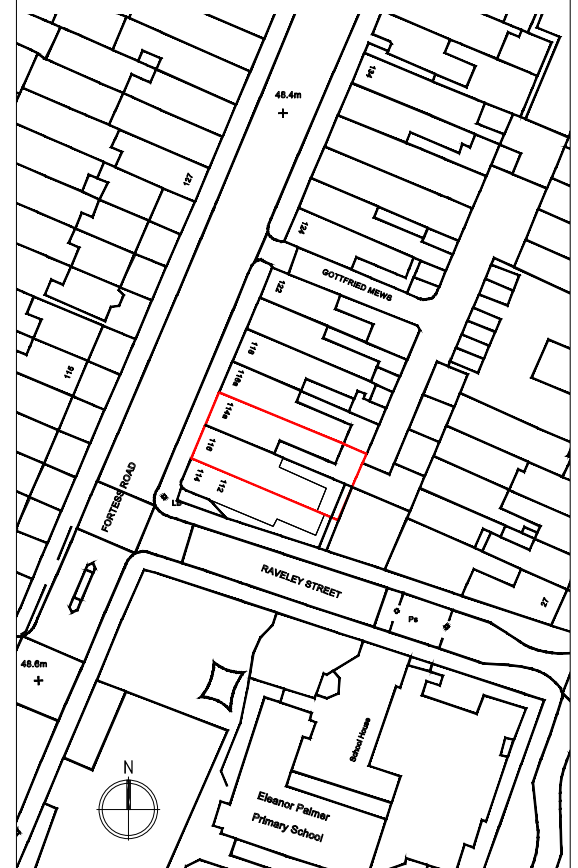 134
48.4m
127
124
GOTTFRIED MEWS
122
118
118a
114a
116
114
112
115
FORTESS ROAD
LB
RAVELEY STREET
Ps
27
48.6m
School House
N
Eleanor Palmer
Primary School